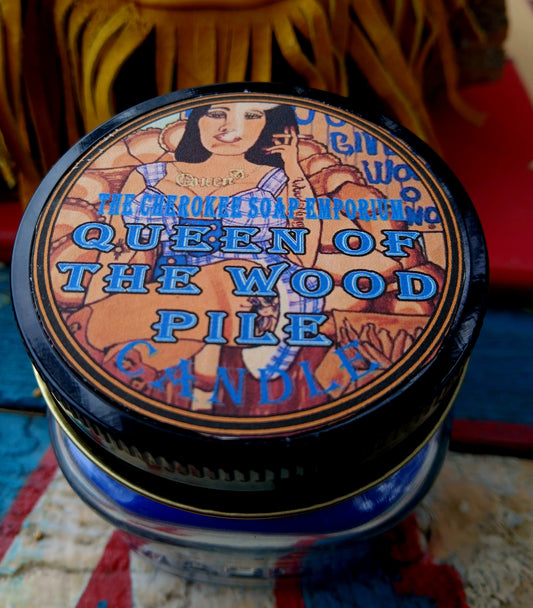 Queen
THE CHEROKEE SOAP EMPORIUM
QUEEN OF
THE WOOD
PILE
CANDLE